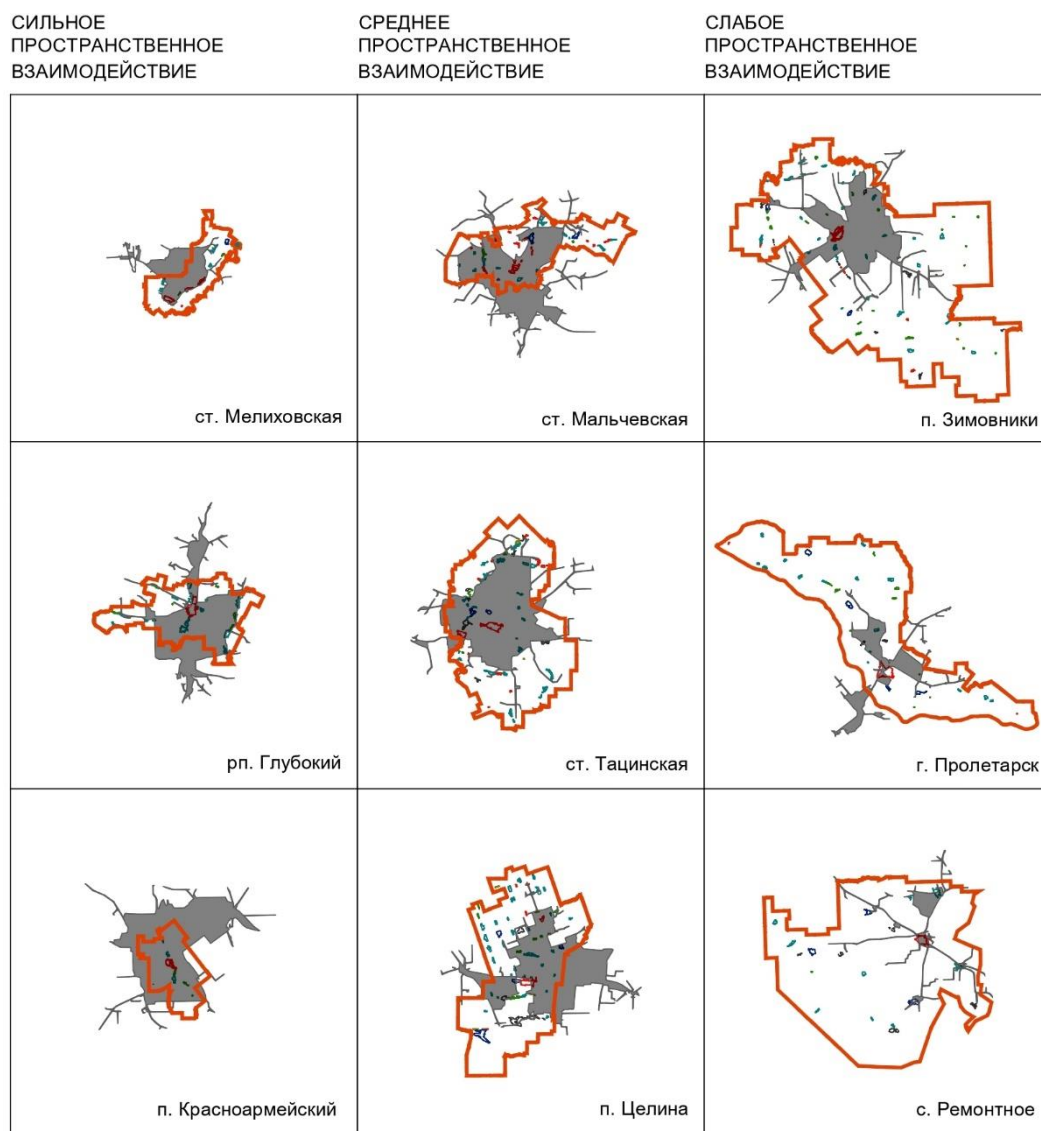 СИЛЬНОЕ
ПРОСТРАНСТВЕННОЕ
ВЗАИМОДЕЙСТВИЕ
СРЕДНЕЕ
ПРОСТРАНСТВЕННОЕ
ВЗАИМОДЕЙСТВИЕ
СЛАБОЕ
ПРОСТРАНСТВЕННОЕ
ВЗАИМОДЕЙСТВИЕ
ст. Мелиховская
ст. Мальчевская
п. Зимовники
рп. Глубокий
ст. Тацинская
г. Пролетарск
п. Красноармейский
п. Целина
с. Ремонтное